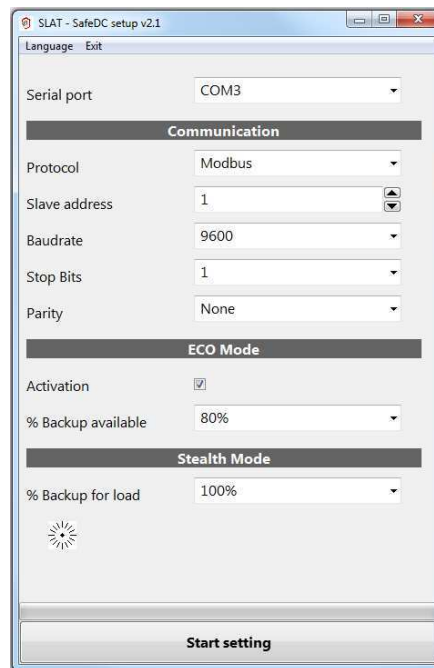 SLAT - SafeDC setup v2.1
Language Exit
Serial port COM3
Communication
Protocol Modbus
Slave address 1
Baudrate 9600
Stop Bits 1
Parity None
ECO Mode
Activation
% Backup available 80%
Stealth Mode
% Backup for load 100%
Start setting